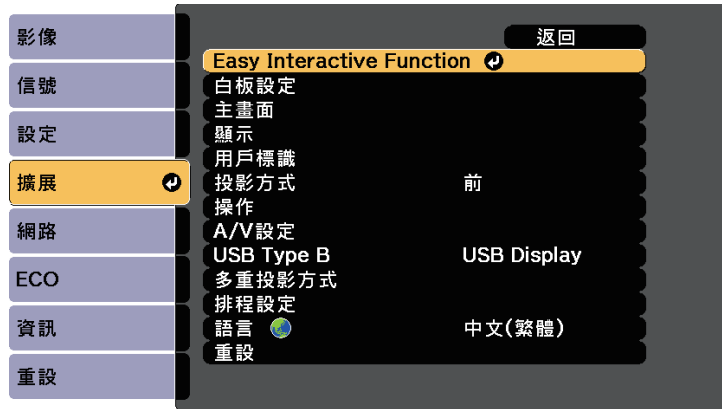 影像
信號
設定
擴展
網路
ECO
資訊
重設
返回
Easy Interactive Function
白板設定
主畫面
顯示
用戶標識
投影方式 前
操作
A/V設定
USB Type B USB Display
多重投影方式
排程設定
語言 中文(繁體)
重設